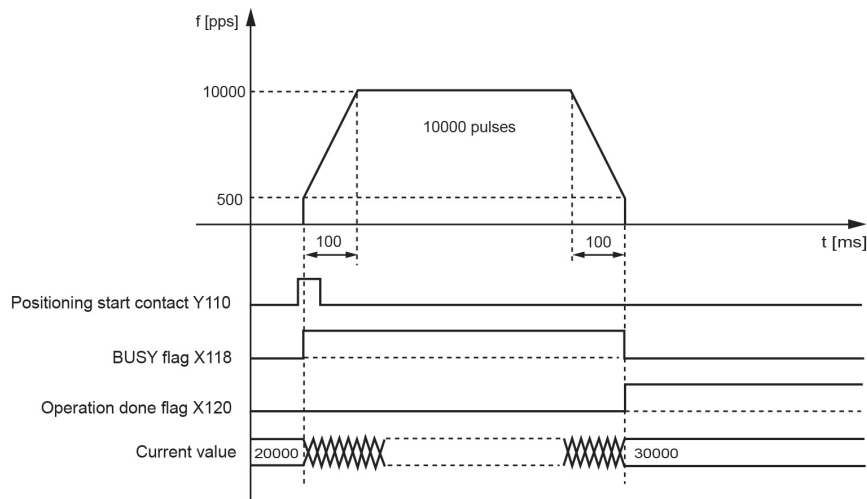 f [pps]
10000
10000 pulses
500
t [ms]
100
100
Positioning start contact Y110
BUSY flag X118
Operation done flag X120
Current value
20000
30000